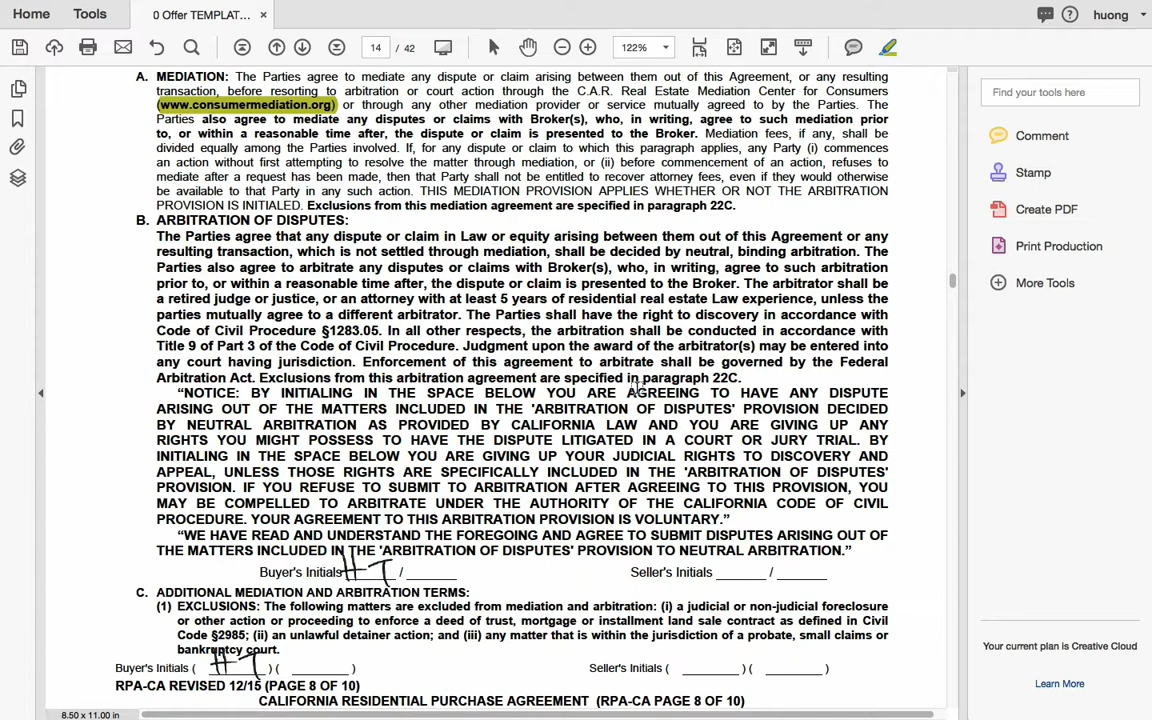 Home
Tools
0 Offer TEMPLAT...
×
huong
14 / 42
122%
A. MEDIATION: The Parties agree to mediate any dispute or claim arising between them out of this Agreement, or any resulting
transaction, before resorting to arbitration or court action through the C.A.R. Real Estate Mediation Center for Consumers
(www.consumermediation.org) or through any other mediation provider or service mutually agreed to by the Parties. The
Parties also agree to mediate any disputes or claims with Broker(s), who, in writing, agree to such mediation prior
to, or within a reasonable time after, the dispute or claim is presented to the Broker. Mediation fees, if any, shall be
divided equally among the Parties involved. If, for any dispute or claim to which this paragraph applies, any Party (i) commences
an action without first attempting to resolve the matter through mediation, or (ii) before commencement of an action, refuses to
mediate after a request has been made, then that Party shall not be entitled to recover attorney fees, even if they would otherwise
be available to that Party in any such action. THIS MEDIATION PROVISION APPLIES WHETHER OR NOT THE ARBITRATION
PROVISION IS INITIALED. Exclusions from this mediation agreement are specified in paragraph 22C.
B. ARBITRATION OF DISPUTES:
The Parties agree that any dispute or claim in Law or equity arising between them out of this Agreement or any
resulting transaction, which is not settled through mediation, shall be decided by neutral, binding arbitration. The
Parties also agree to arbitrate any disputes or claims with Broker(s), who, in writing, agree to such arbitration
prior to, or within a reasonable time after, the dispute or claim is presented to the Broker. The arbitrator shall be
a retired judge or justice, or an attorney with at least 5 years of residential real estate Law experience, unless the
parties mutually agree to a different arbitrator. The Parties shall have the right to discovery in accordance with
Code of Civil Procedure §1283.05. In all other respects, the arbitration shall be conducted in accordance with
Title 9 of Part 3 of the Code of Civil Procedure. Judgment upon the award of the arbitrator(s) may be entered into
any court having jurisdiction. Enforcement of this agreement to arbitrate shall be governed by the Federal
Arbitration Act. Exclusions from this arbitration agreement are specified in paragraph 22C.
“NOTICE: BY INITIALING IN THE SPACE BELOW YOU ARE AGREEING TO HAVE ANY DISPUTE
ARISING OUT OF THE MATTERS INCLUDED IN THE 'ARBITRATION OF DISPUTES' PROVISION DECIDED
BY NEUTRAL ARBITRATION AS PROVIDED BY CALIFORNIA LAW AND YOU ARE GIVING UP ANY
RIGHTS YOU MIGHT POSSESS TO HAVE THE DISPUTE LITIGATED IN A COURT OR JURY TRIAL. BY
INITIALING IN THE SPACE BELOW YOU ARE GIVING UP YOUR JUDICIAL RIGHTS TO DISCOVERY AND
APPEAL, UNLESS THOSE RIGHTS ARE SPECIFICALLY INCLUDED IN THE 'ARBITRATION OF DISPUTES'
PROVISION. IF YOU REFUSE TO SUBMIT TO ARBITRATION AFTER AGREEING TO THIS PROVISION, YOU
MAY BE COMPELLED TO ARBITRATE UNDER THE AUTHORITY OF THE CALIFORNIA CODE OF CIVIL
PROCEDURE. YOUR AGREEMENT TO THIS ARBITRATION PROVISION IS VOLUNTARY.”
“WE HAVE READ AND UNDERSTAND THE FOREGOING AND AGREE TO SUBMIT DISPUTES ARISING OUT OF
THE MATTERS INCLUDED IN THE 'ARBITRATION OF DISPUTES' PROVISION TO NEUTRAL ARBITRATION.”
Buyer's Initials HT / ______ Seller's Initials ______ / ______
C. ADDITIONAL MEDIATION AND ARBITRATION TERMS:
(1) EXCLUSIONS: The following matters are excluded from mediation and arbitration: (i) a judicial or non-judicial foreclosure
or other action or proceeding to enforce a deed of trust, mortgage or installment land sale contract as defined in Civil
Code §2985; (ii) an unlawful detainer action; and (iii) any matter that is within the jurisdiction of a probate, small claims or
bankruptcy court.
Buyer's Initials ( HT ) ( ______ ) Seller's Initials ( ______ ) ( ______ )
RPA-CA REVISED 12/15 (PAGE 8 OF 10)
CALIFORNIA RESIDENTIAL PURCHASE AGREEMENT (RPA-CA PAGE 8 OF 10)
8.50 x 11.00 in
Find your tools here
Comment
Stamp
Create PDF
Print Production
More Tools
Your current plan is Creative Cloud
Learn More